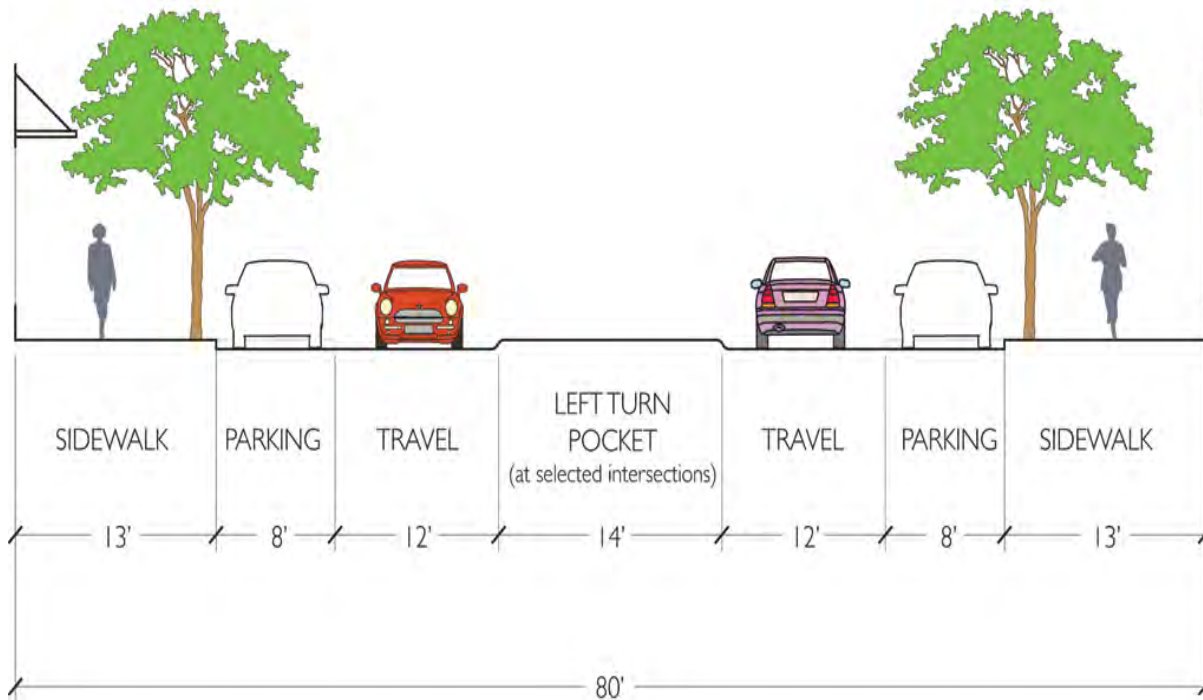 SIDEWALK
PARKING
TRAVEL
LEFT TURN
POCKET
(at selected intersections)
TRAVEL
PARKING
SIDEWALK
13'
8'
12'
14'
12'
8'
13'
80'